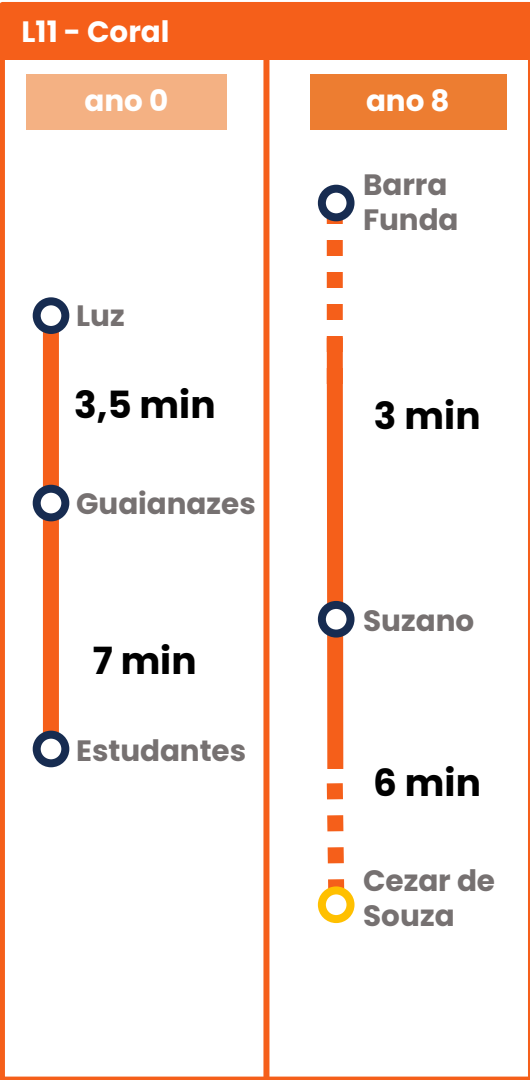 L11 - Coral
ano 0
Luz
3,5 min
Guaianazes
7 min
Estudantes
ano 8
Barra
Funda
3 min
Suzano
6 min
Cezar de
Souza